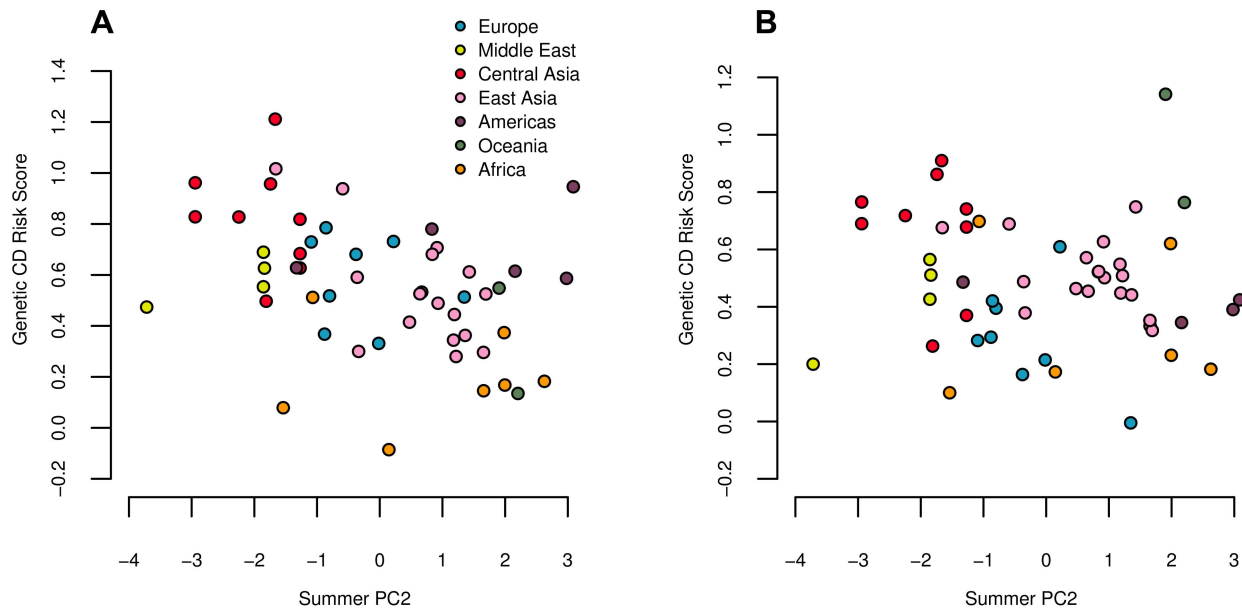 A
Europe
Middle East
Central Asia
East Asia
Americas
Oceania
Africa
Genetic CD Risk Score
1.4
1.2
1.0
0.8
0.6
0.4
0.2
0.0
−0.2
−4 −3 −2 −1 0 1 2 3
Summer PC2
B
Genetic CD Risk Score
1.2
1.0
0.8
0.6
0.4
0.2
0.0
−0.2
−4 −3 −2 −1 0 1 2 3
Summer PC2